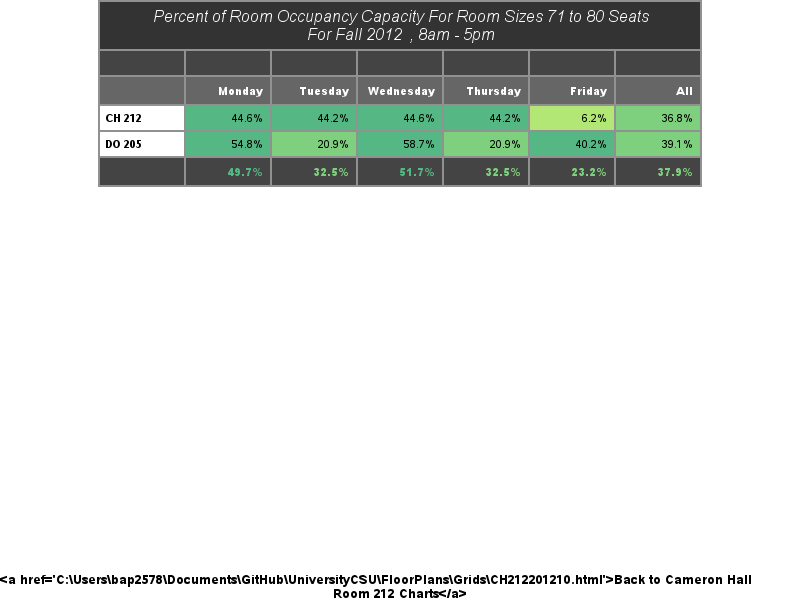 Percent of Room Occupancy Capacity For Room Sizes 71 to 80 Seats
For Fall 2012 , 8am - 5pm
Monday Tuesday Wednesday Thursday Friday All
CH 212 44.6% 44.2% 44.6% 44.2% 6.2% 36.8%
DO 205 54.8% 20.9% 58.7% 20.9% 40.2% 39.1%
49.7% 32.5% 51.7% 32.5% 23.2% 37.9%
<a href='C:\Users\bap2578\Documents\GitHub\UniversityCSU\FloorPlans\Grids\CH212201210.html'>Back to Cameron Hall
Room 212 Charts</a>